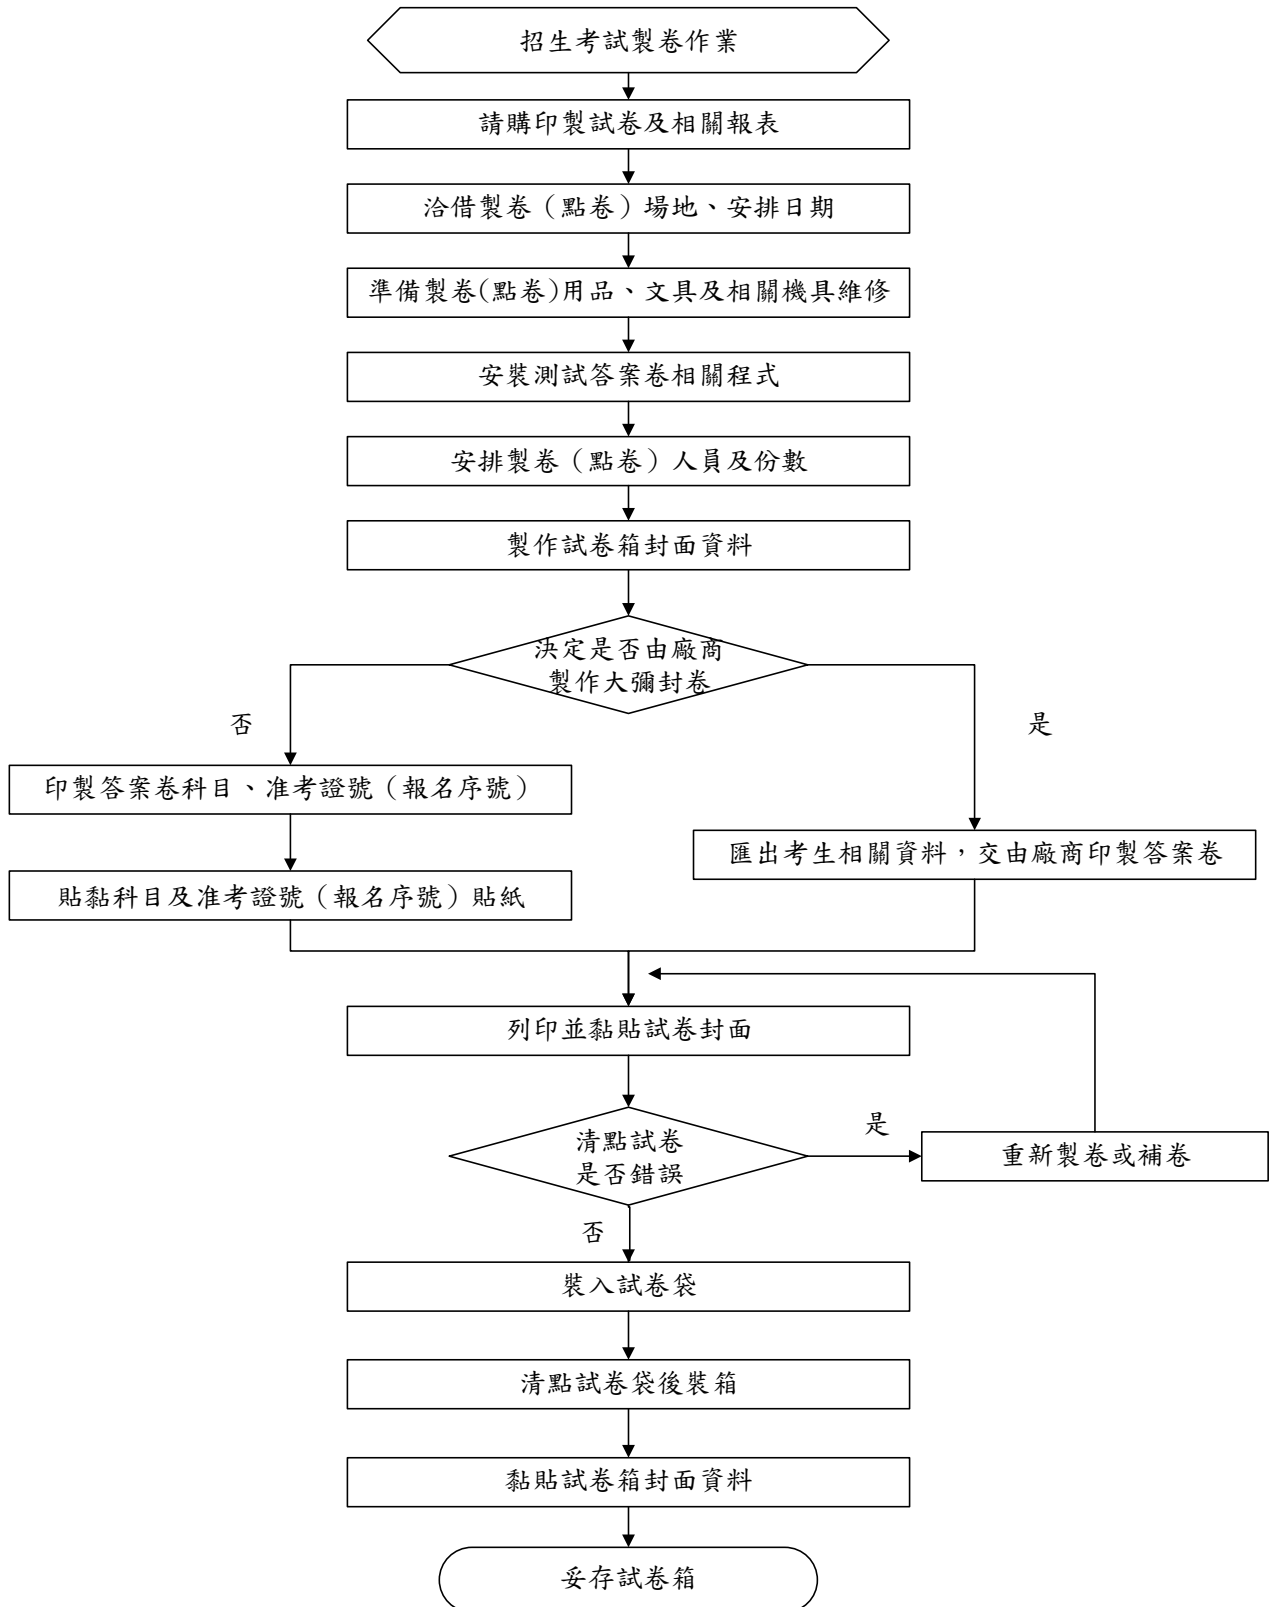 招生考試製卷作業
請購印製試卷及相關報表
洽借製卷（點卷）場地、安排日期
準備製卷(點卷)用品、文具及相關機具維修
安裝測試答案卷相關程式
安排製卷（點卷）人員及份數
製作試卷箱封面資料
決定是否由廠商
製作大彌封卷
否
是
印製答案卷科目、准考證號（報名序號）
匯出考生相關資料，交由廠商印製答案卷
貼黏科目及准考證號（報名序號）貼紙
列印並黏貼試卷封面
清點試卷
是否錯誤
是
重新製卷或補卷
否
裝入試卷袋
清點試卷袋後裝箱
黏貼試卷箱封面資料
妥存試卷箱